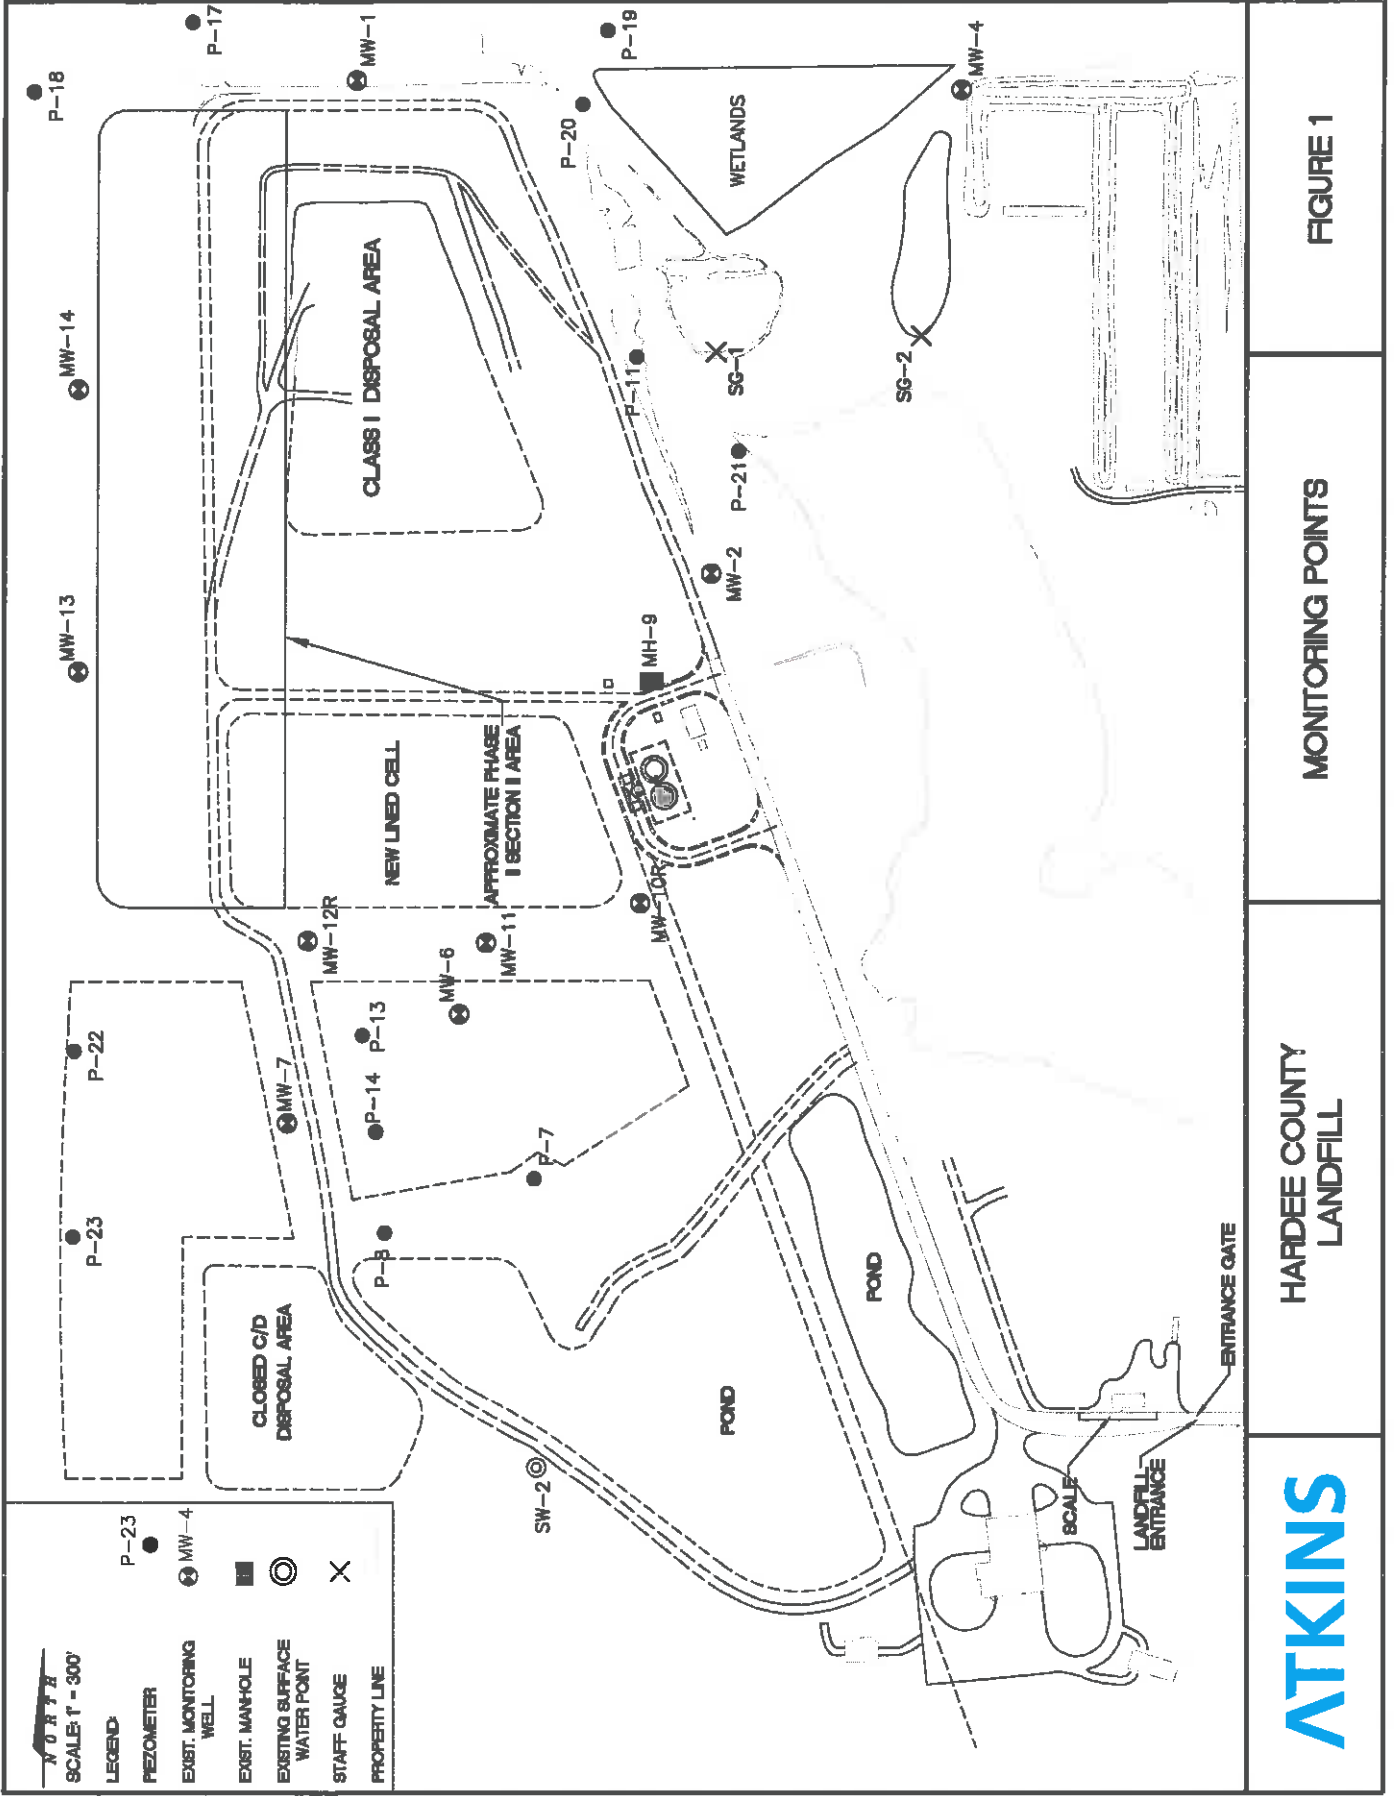 NORTH
SCALE: 1" = 300'
LEGEND:
PIEZOMETER
P-23
EXIST. MONITORING
WELL
MW-4
EXIST. MANHOLE
EXISTING SURFACE
WATER POINT
STAFF GAUGE
PROPERTY LINE
P-18
P-17
MW-1
P-19
MW-4
P-20
WETLANDS
MW-14
CLASS I DISPOSAL AREA
P-11
SG-1
SG-2
P-21
MW-13
MW-2
MH-9
NEW LINED CELL
APPROXIMATE PHASE
II SECTION II AREA
MW-12R
MW-11
MW-10R
MW-6
P-22
P-13
MW-7
P-14
P-7
P-23
P-8
CLOSED C/D
DISPOSAL AREA
POND
POND
SW-2
ENTRANCE GATE
SCALE
LANDFILL
ENTRANCE
ATKINS
HARDEE COUNTY
LANDFILL
MONITORING POINTS
FIGURE 1